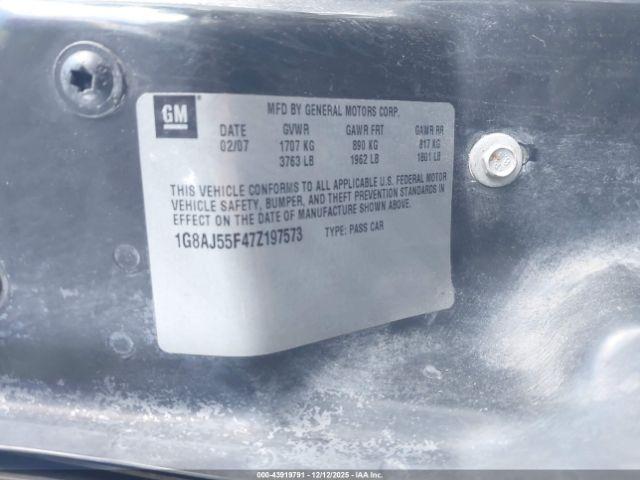 GM
MFD BY GENERAL MOTORS CORP.
DATE GVWR GAWR FRT GAWR RR
02/07 1707 KG 890 KG 817 KG
3763 LB 1962 LB 1801 LB
THIS VEHICLE CONFORMS TO ALL APPLICABLE U.S. FEDERAL MOTOR
VEHICLE SAFETY, BUMPER, AND THEFT PREVENTION STANDARDS IN
EFFECT ON THE DATE OF MANUFACTURE SHOWN ABOVE.
1G8AJ55F47Z197573 TYPE: PASS CAR
000-43919791 - 12/12/2025 - IAA Inc.